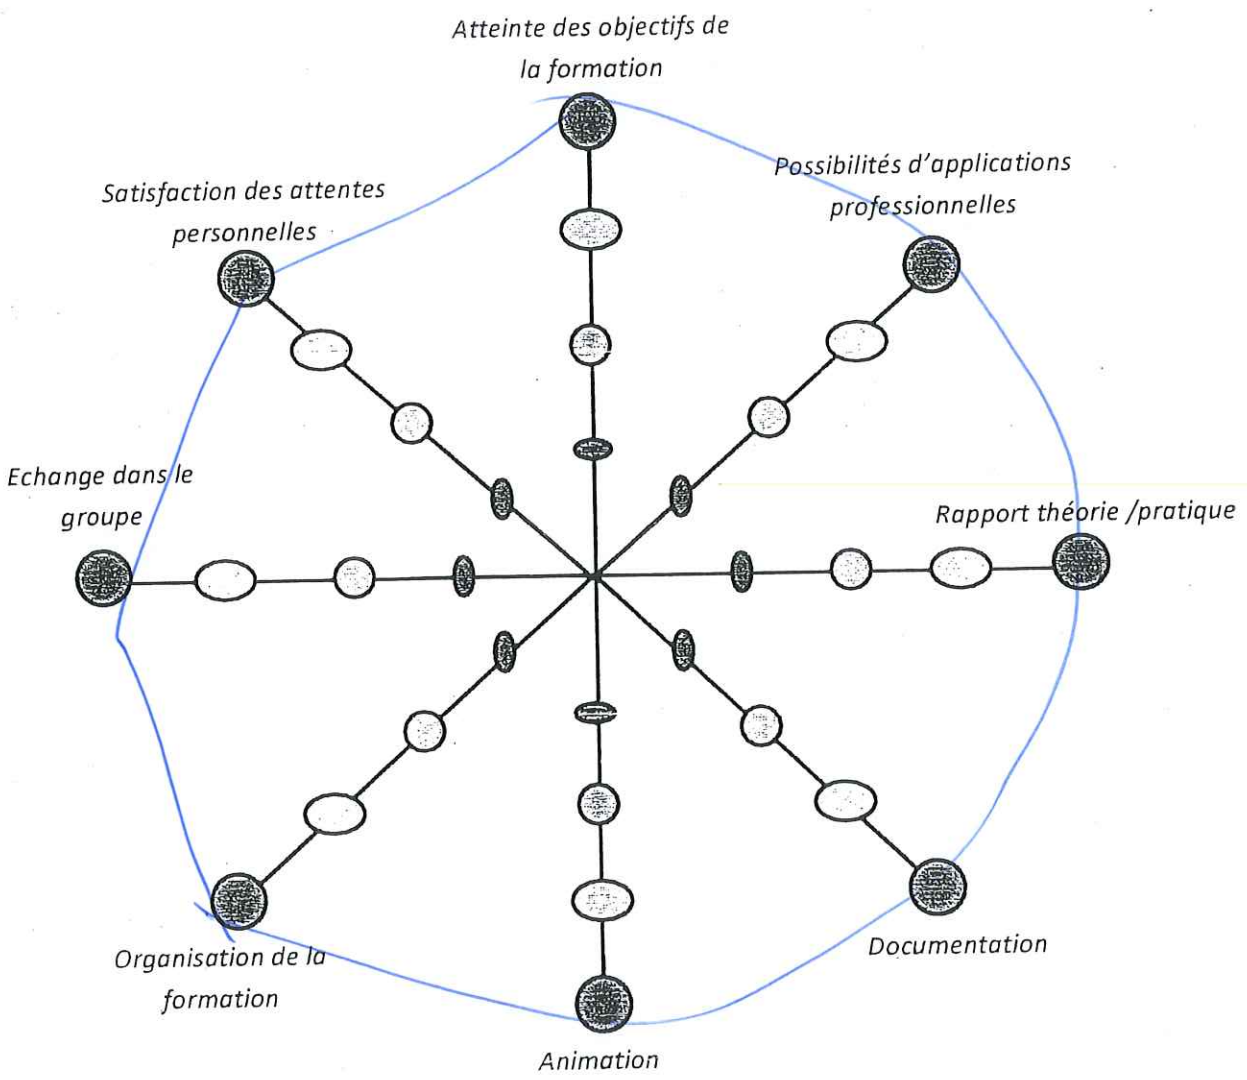 Atteinte des objectifs de
la formation
Possibilités d'applications
professionnelles
Satisfaction des attentes
personnelles
Echange dans le
groupe
Rapport théorie /pratique
Documentation
Organisation de la
formation
Animation